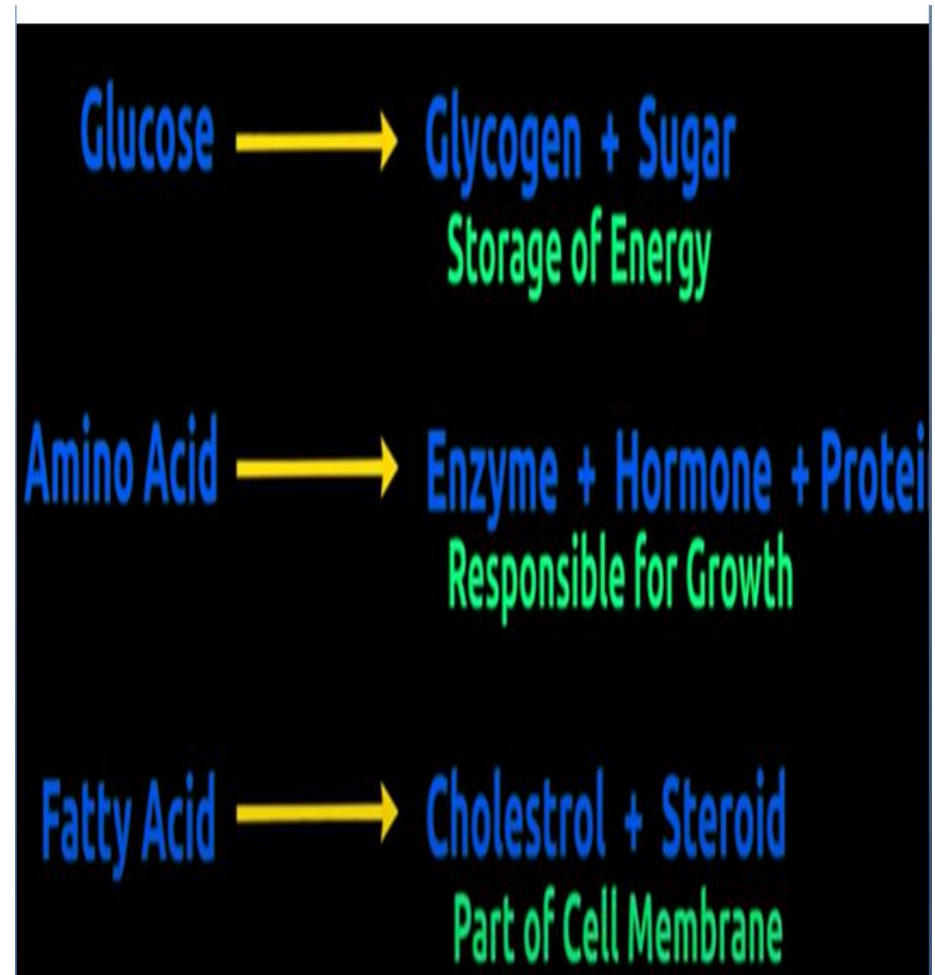 Glucose → Glycogen + Sugar
Storage of Energy
Amino Acid → Enzyme + Hormone + Protei
Responsible for Growth
Fatty Acid → Cholestrol + Steroid
Part of Cell Membrane